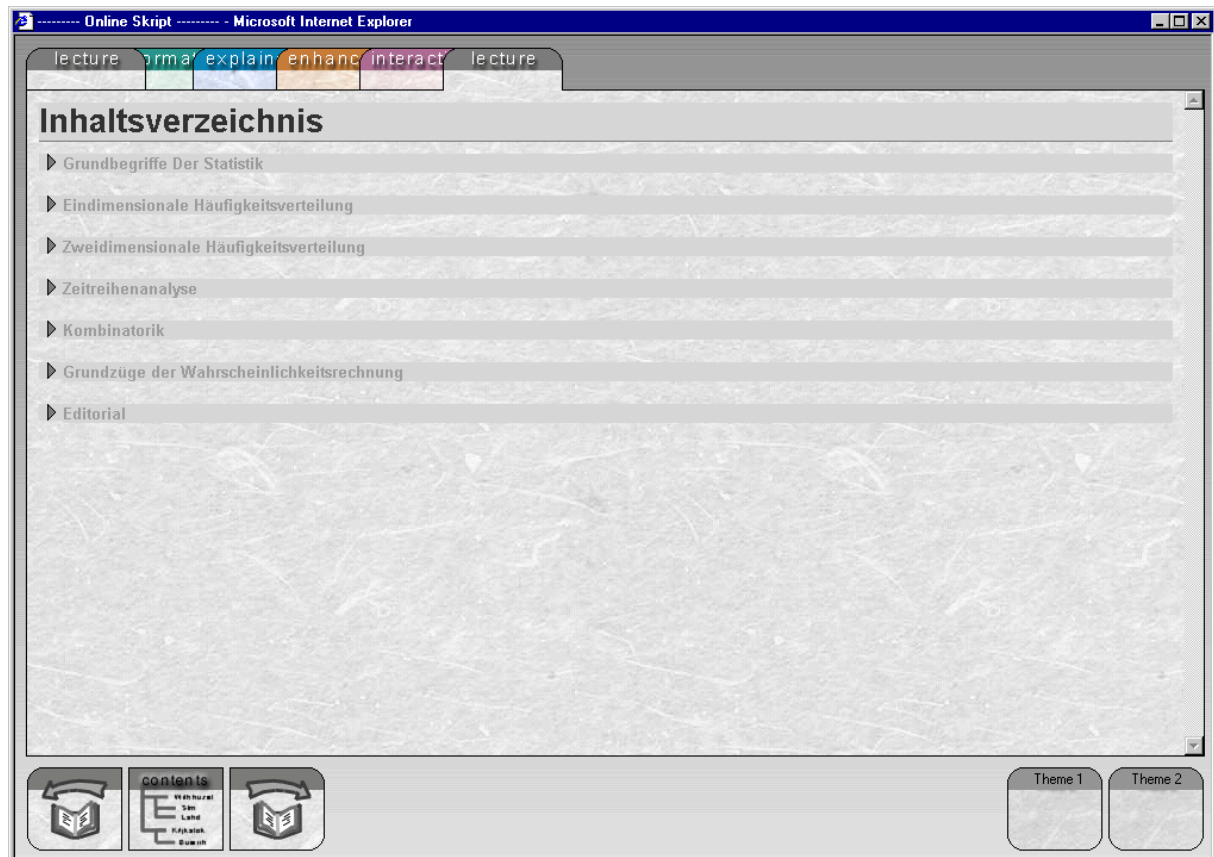 --------- Online Skript --------- - Microsoft Internet Explorer
lecture ormat explain enhanc interact lecture
Inhaltsverzeichnis
Grundbegriffe Der Statistik
Eindimensionale Häufigkeitsverteilung
Zweidimensionale Häufigkeitsverteilung
Zeitreihenanalyse
Kombinatorik
Grundzüge der Wahrscheinlichkeitsrechnung
Editorial
contents
Theme 1 Theme 2